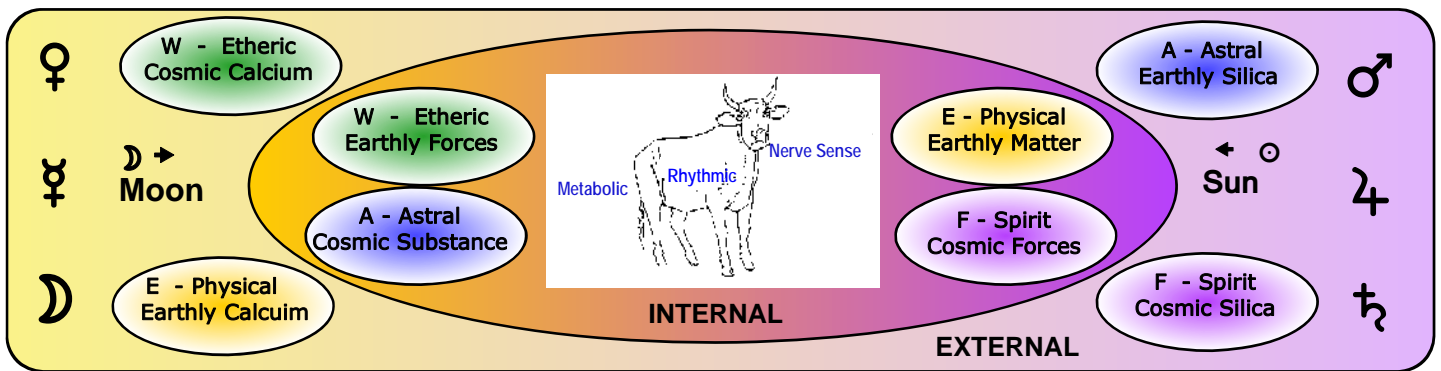 W - Etheric
Cosmic Calcium
W - Etheric
Earthly Forces
Moon
A - Astral
Cosmic Substance
E - Physical
Earthly Calcuim
Nerve Sense
Rhythmic
Metabolic
INTERNAL
A - Astral
Earthly Silica
E - Physical
Earthly Matter
Sun
F - Spirit
Cosmic Forces
F - Spirit
Cosmic Silica
EXTERNAL